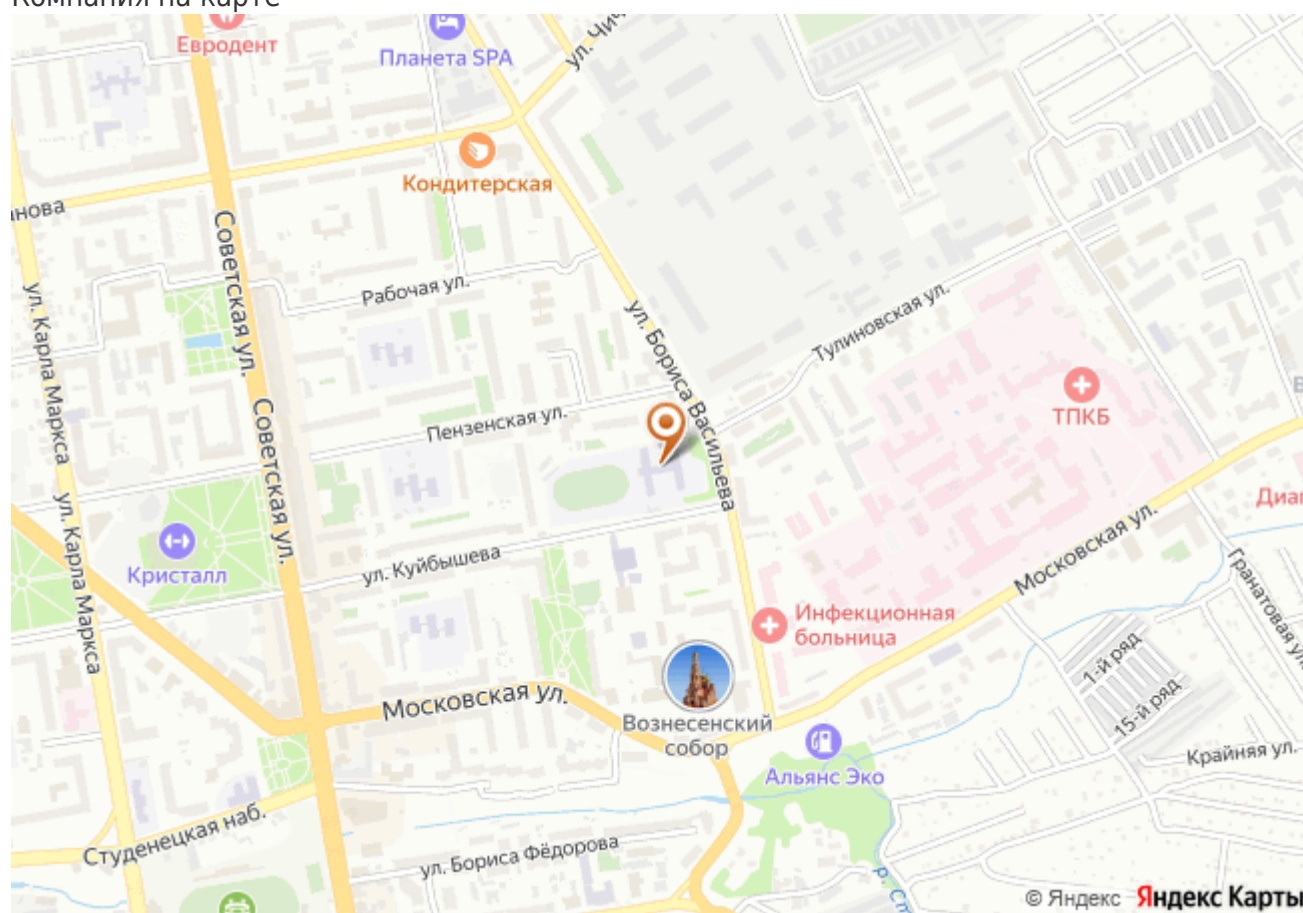 Компания на карте
Евродент
Планета SPA
ул. Чич
Кондитерская
нова
Советская ул.
Рабочая ул.
ул. Карла Маркса
ул. Бориса Васильева
Тулиновская ул.
ТПКБ
Советская ул.
Пензенская ул.
В
Диаг
ул. Карла Маркса
Кристалл
ул. Куйбышева
Московская ул.
Гранатовая ул.
Инфекционная
больница
1-й ряд
15-й ряд
Московская ул.
Вознесенский
собор
Альянс Эко
Крайняя ул.
Студенецкая наб.
ул. Бориса Фёдорова
р. Ст
© Яндекс Яндекс Карты